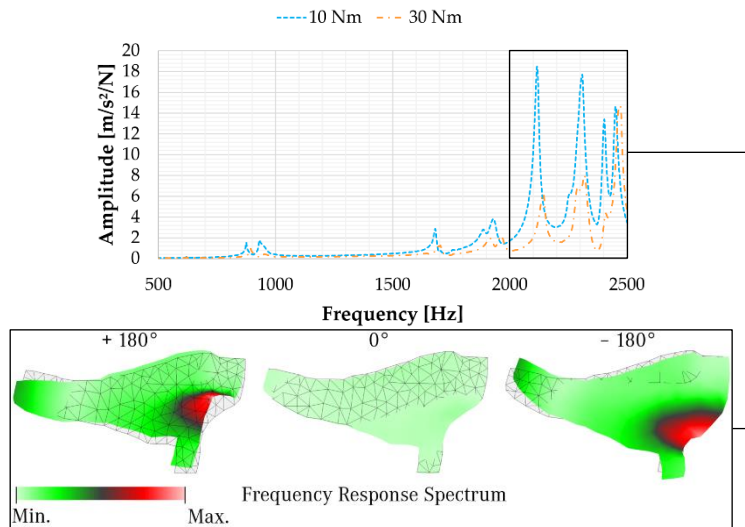 10 Nm 30 Nm
20
18
16
14
12
10
8
6
4
2
0
Amplitude [m/s²/N]
500 1000 1500 2000 2500
Frequency [Hz]
+ 180° 0° – 180°
Min. Max.
Frequency Response Spectrum